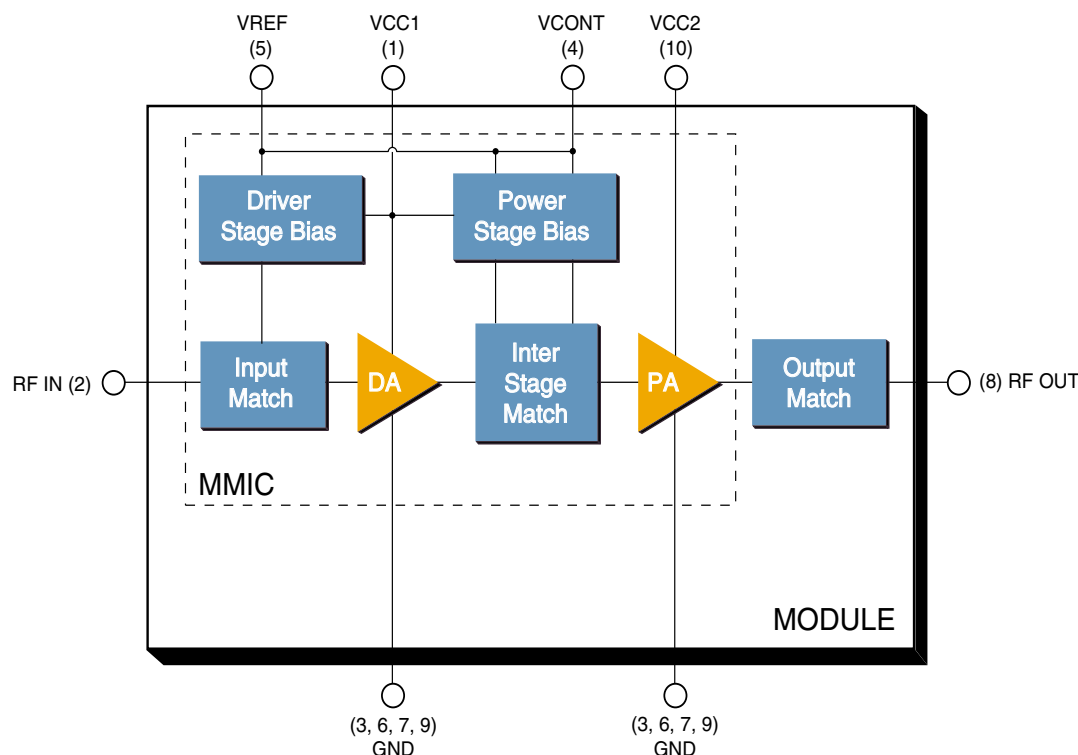 VREF
(5)
VCC1
(1)
VCONT
(4)
VCC2
(10)
Driver
Stage Bias
Power
Stage Bias
RF IN (2)
Input
Match
DA
Inter
Stage
Match
PA
Output
Match
(8) RF OUT
MMIC
MODULE
(3, 6, 7, 9)
GND
(3, 6, 7, 9)
GND